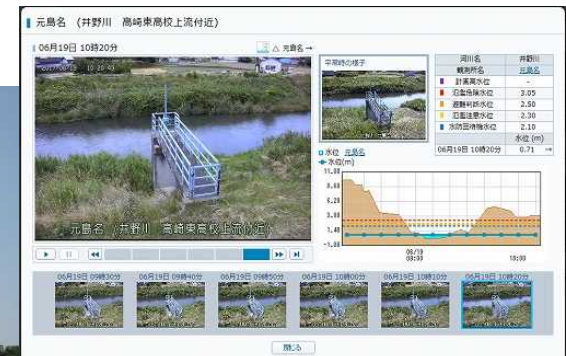 元島名 (井野川 高崎東高校上流付近)
06月19日 10時20分
△ 元島名→
元島名 (井野川 高崎東高校上流付近)
平常時の様子
河川名 井野川
観測所名 元島名
計画高水位 -
氾濫危険水位 3.05
避難判断水位 2.50
氾濫注意水位 2.30
水防団待機水位 2.10
水位 (m)
06月19日 10時20分 0.71 →
水位 元島名
水位(m)
11.00
-1.00
06月19日 09時30分
06月19日 09時40分
06月19日 09時50分
06月19日 10時00分
06月19日 10時10分
06月19日 10時20分
閉じる